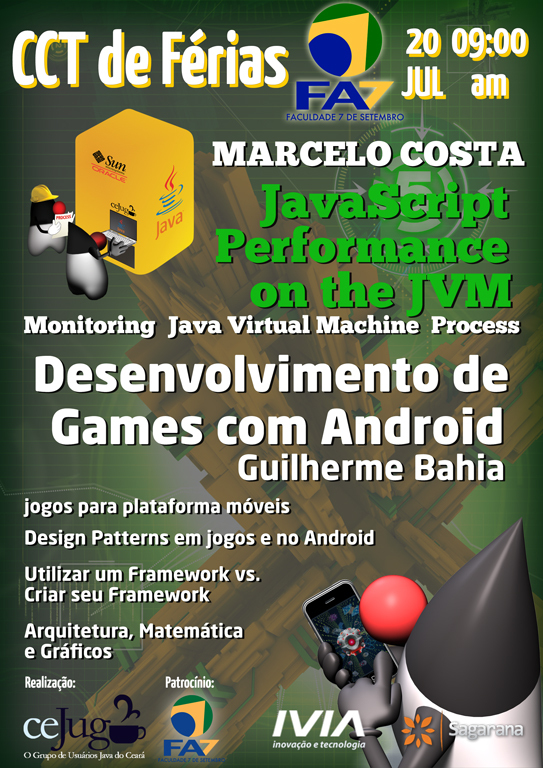 CCT de Férias
FA7
FACULDADE 7 DE SETEMBRO
20 09:00
JUL am
Sun
ORACLE
Java
ceJug
PROCESS
MARCELO COSTA
JavaScript
Performance
on the JVM
Monitoring Java Virtual Machine Process
Desenvolvimento de
Games com Android
Guilherme Bahia
jogos para plataforma móveis
Design Patterns em jogos e no Android
Utilizar um Framework vs.
Criar seu Framework
Arquitetura, Matemática
e Gráficos
Realização:
Patrocínio:
ceJug
O Grupo de Usuários Java do Ceará
FA7
IVIA
inovação e tecnologia
Sagarana